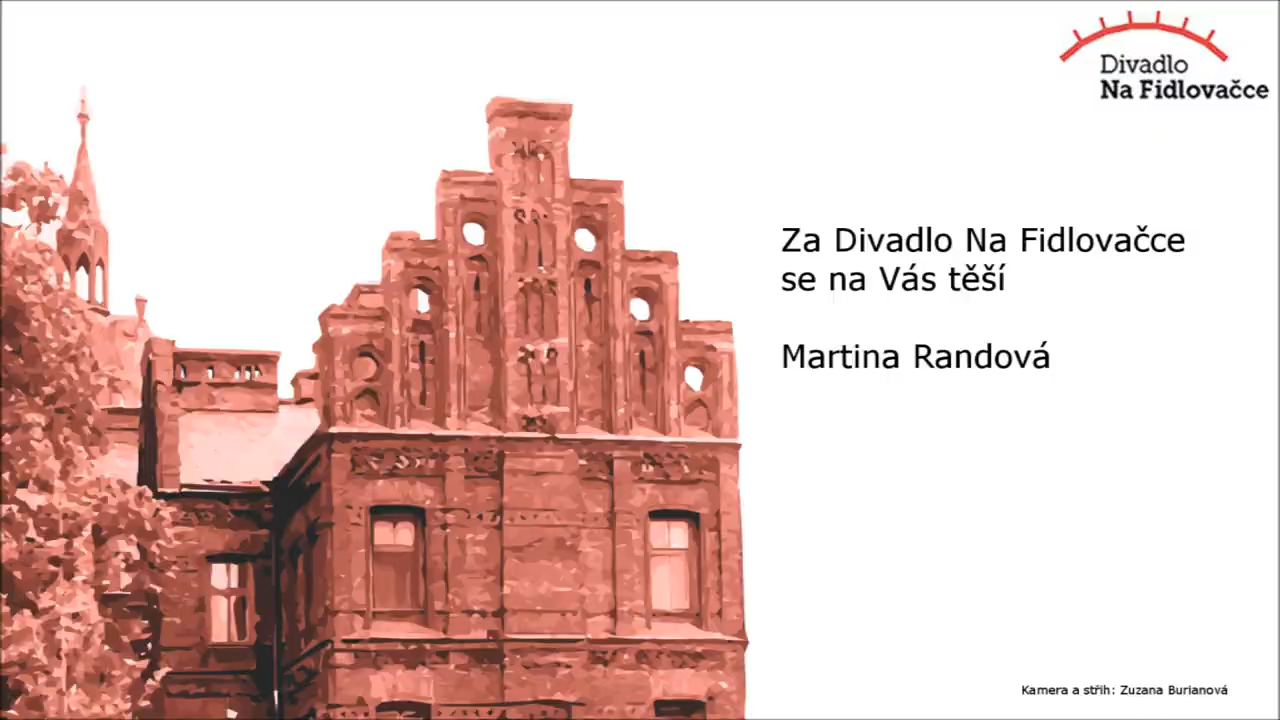 Divadlo
Na Fidlovačce
Za Divadlo Na Fidlovačce
se na Vás těší
Martina Randová
Kamera a střih: Zuzana Burianová